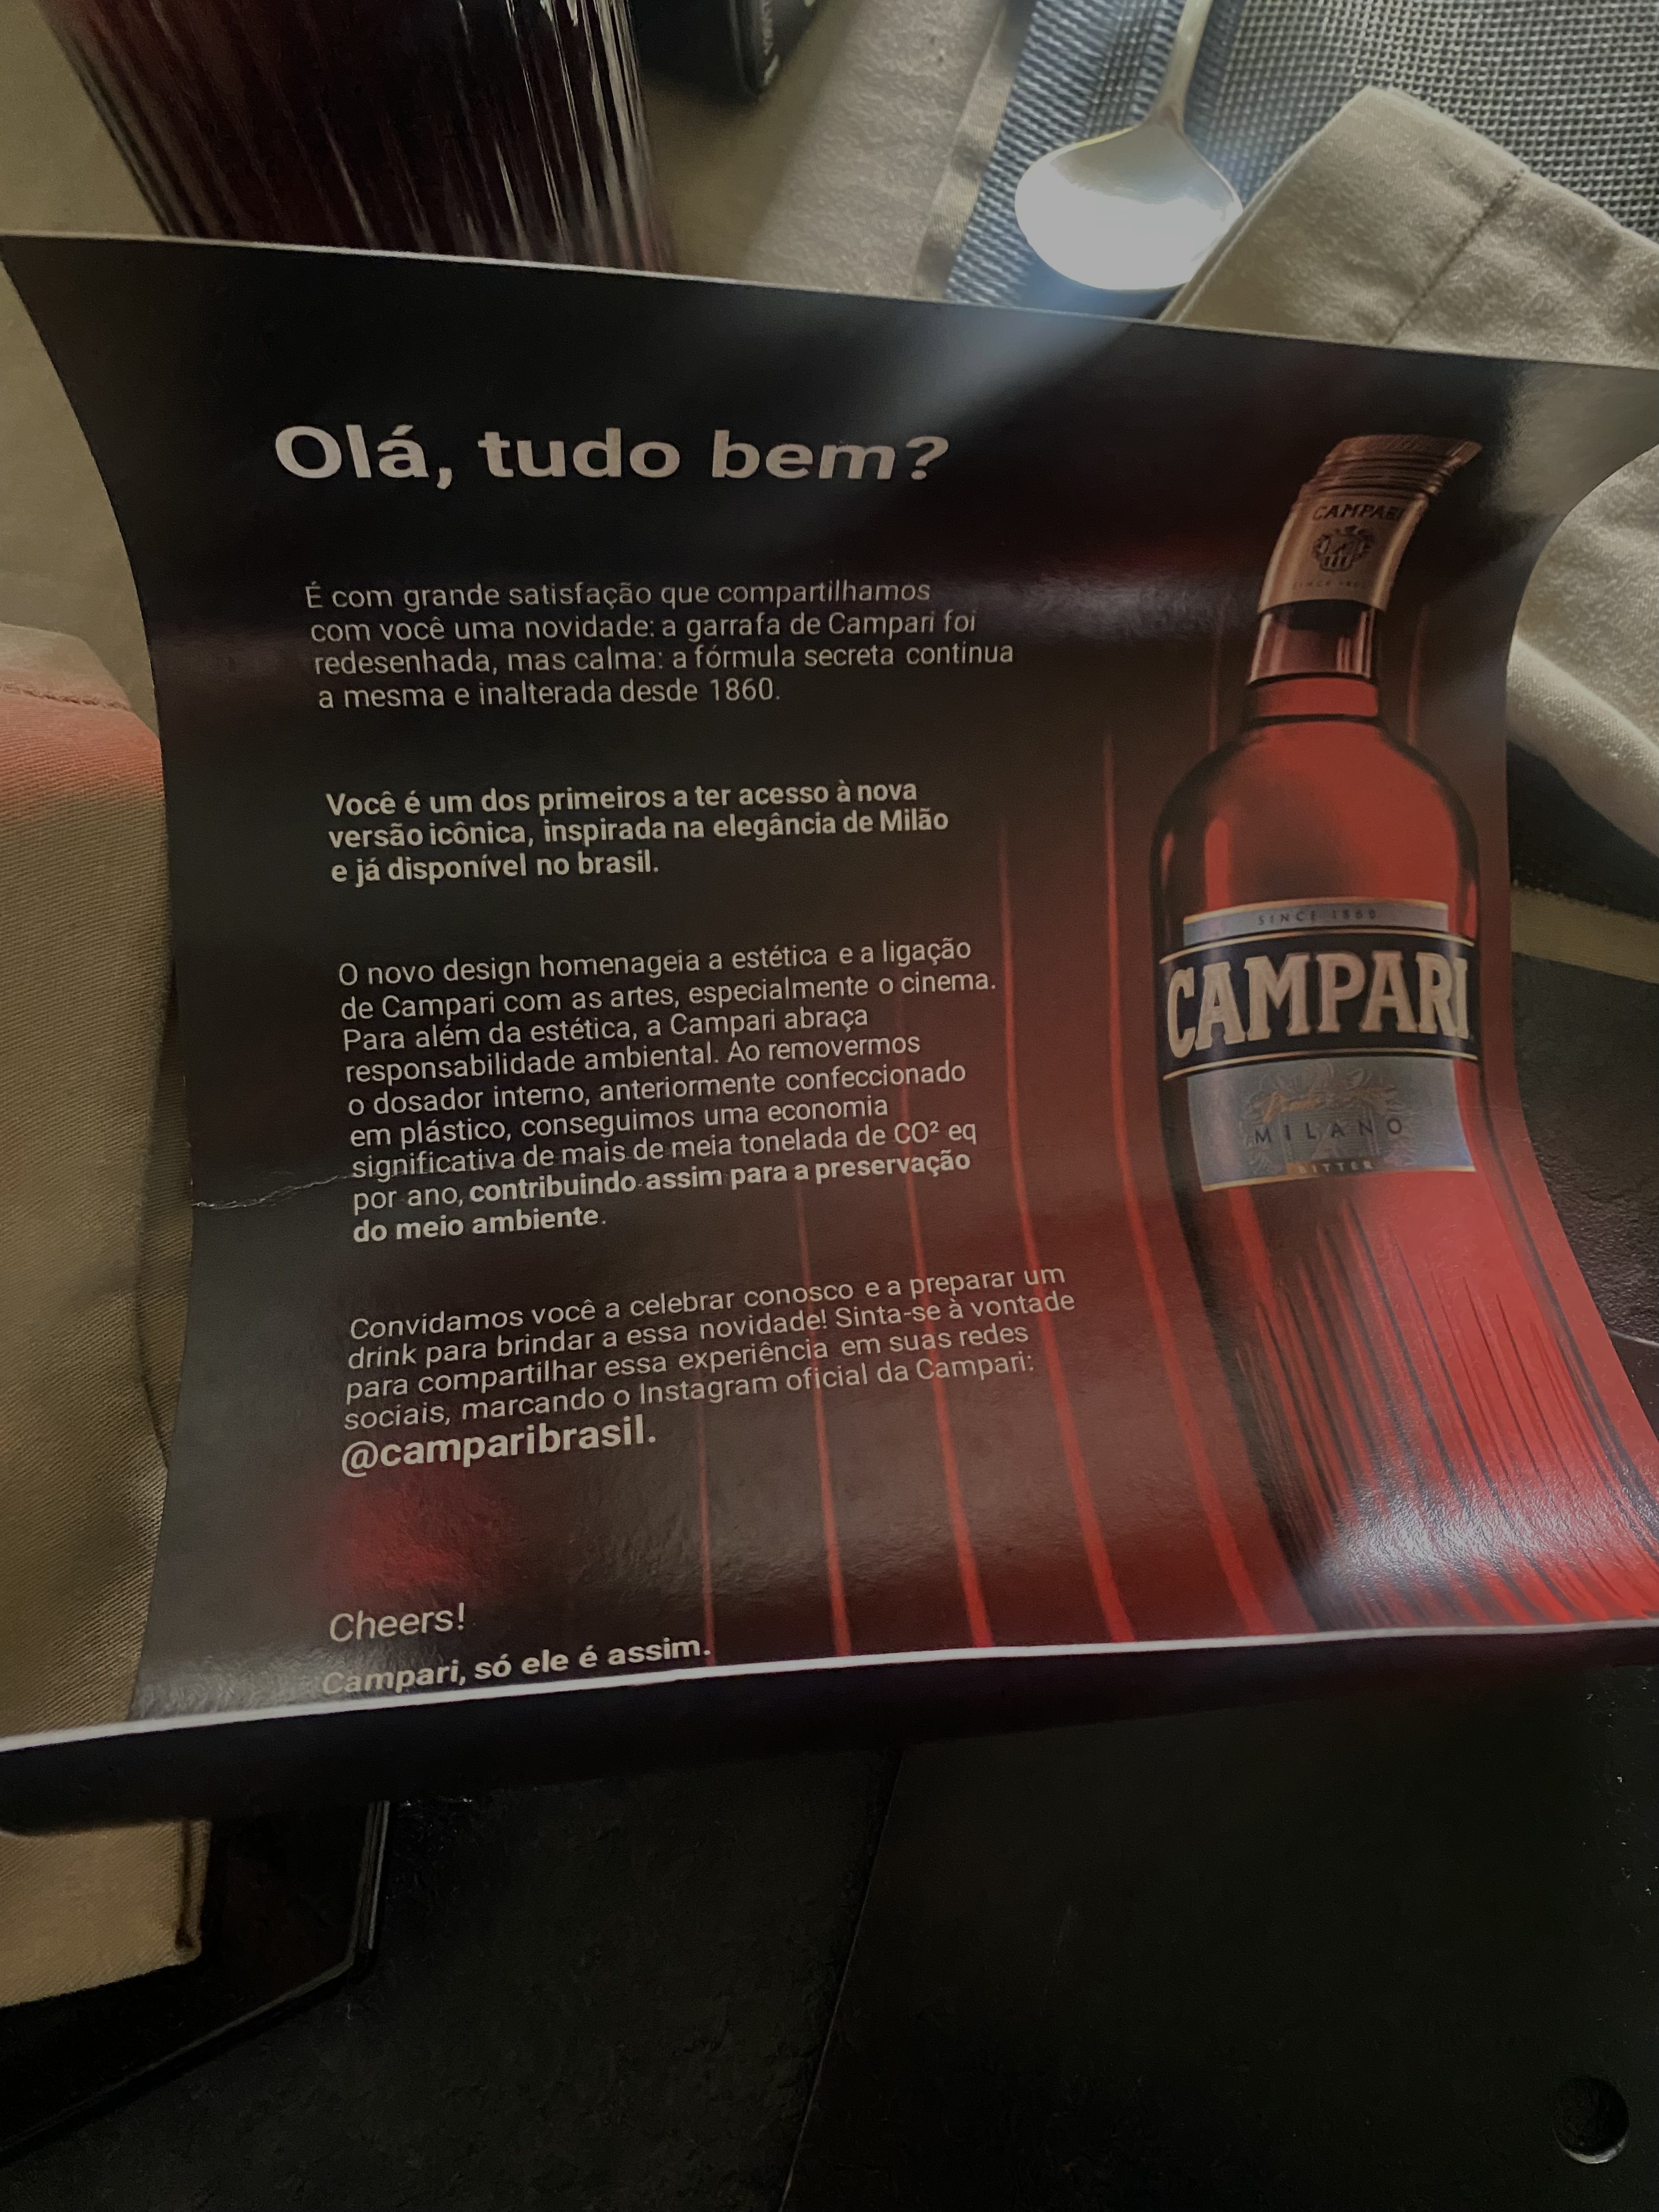 Olá, tudo bem?
É com grande satisfação que compartilhamos
com você uma novidade: a garrafa de Campari foi
redesenhada, mas calma: a fórmula secreta continua
a mesma e inalterada desde 1860.
Você é um dos primeiros a ter acesso à nova
versão icônica, inspirada na elegância de Milão
e já disponível no brasil.
O novo design homenageia a estética e a ligação
de Campari com as artes, especialmente o cinema.
Para além da estética, a Campari abraça
responsabilidade ambiental. Ao removermos
o dosador interno, anteriormente confeccionado
em plástico, conseguimos uma economia
significativa de mais de meia tonelada de CO² eq
por ano, contribuindo assim para a preservação
do meio ambiente.
Convidamos você a celebrar conosco e a preparar um
drink para brindar a essa novidade! Sinta-se à vontade
para compartilhar essa experiência em suas redes
sociais, marcando o Instagram oficial da Campari:
@camparibrasil.
Cheers!
Campari, só ele é assim.
CAMPARI
SINCE 1860
CAMPARI
MILANO
BITTER